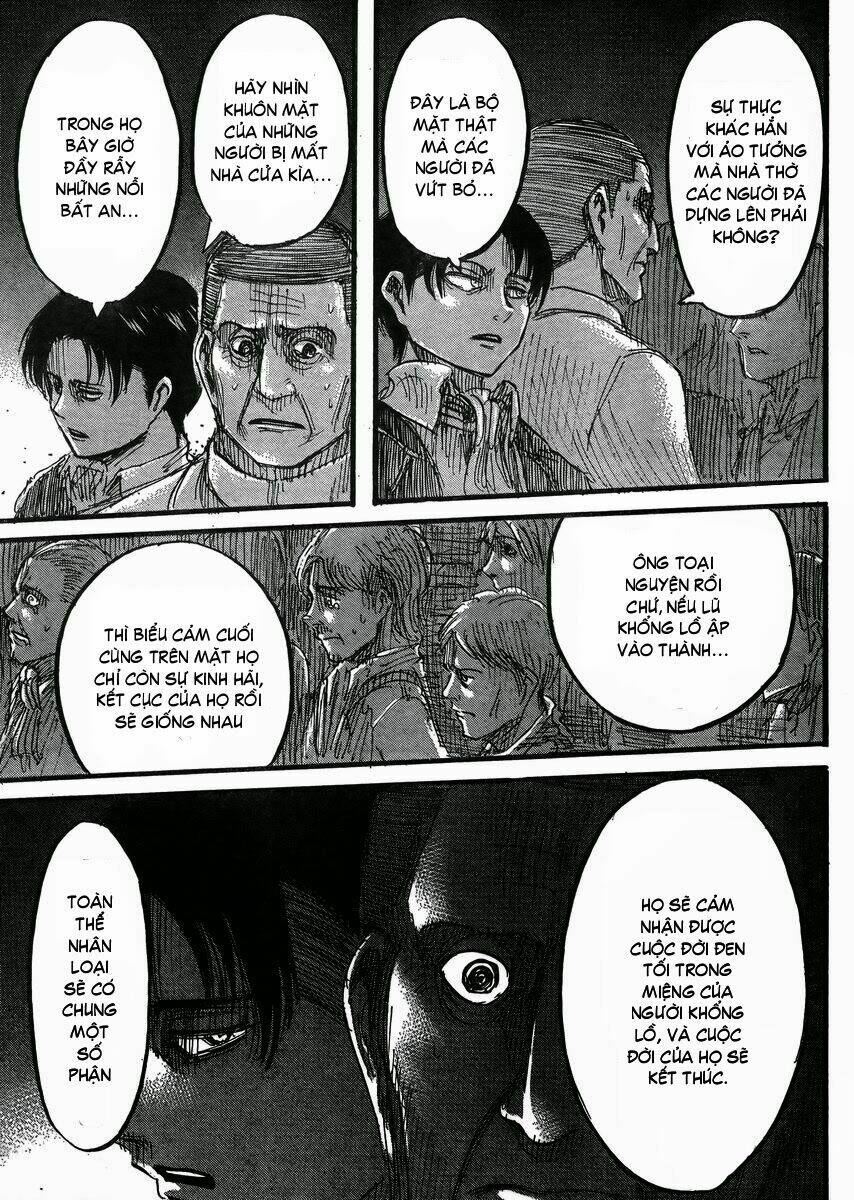 SỰ THỰC
KHÁC HẲN
VỚI ẢO TƯỞNG
MÀ NHÀ THỜ
CÁC NGƯỜI ĐÃ
DỰNG LÊN PHẢI
KHÔNG?
ĐÂY LÀ BỘ
MẶT THẬT
MÀ CÁC
NGƯỜI ĐÃ
VỨT BỎ...
HÃY NHÌN
KHUÔN MẶT
CỦA NHỮNG
NGƯỜI BỊ MẤT
NHÀ CỬA KÌA...
TRONG HỌ
BÂY GIỜ
ĐẦY RẪY
NHỮNG NỖI
BẤT AN...
ÔNG TOẠI
NGUYỆN RỒI
CHỨ, NẾU LŨ
KHỔNG LỒ ẬP
VÀO THÀNH...
THÌ BIỂU CẢM CUỐI
CÙNG TRÊN MẶT HỌ
CHỈ CÒN SỰ KINH HÃI,
KẾT CỤC CỦA HỌ RỒI
SẼ GIỐNG NHAU
HỌ SẼ CẢM
NHẬN ĐƯỢC
CUỘC ĐỜI ĐEN
TỐI TRONG
MIỆNG CỦA
NGƯỜI KHỔNG
LỒ, VÀ CUỘC
ĐỜI CỦA HỌ SẼ
KẾT THÚC.
TOÀN
THỂ
NHÂN
LOẠI
SẼ CÓ
CHUNG
MỘT
SỐ
PHẬN